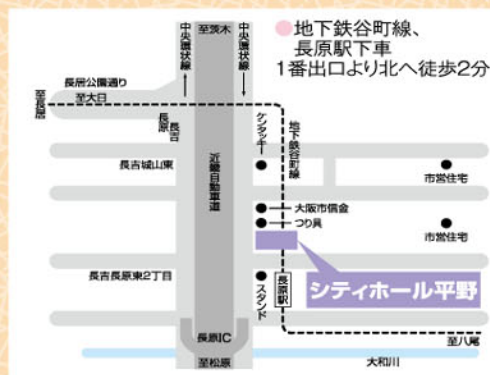 地下鉄谷町線、
長原駅下車
1番出口より北へ徒歩2分
至茨木
中央環状線
中央環状線
長居公園通り
至大日
至長居
長吉
長原
ケンタッキー
地下鉄谷町線
長吉城山東
近畿自動車道
市営住宅
大阪市信金
つり具
市営住宅
長吉長原東2丁目
スタンド
長原駅
シティホール平野
長原IC
至八尾
至松原
大和川